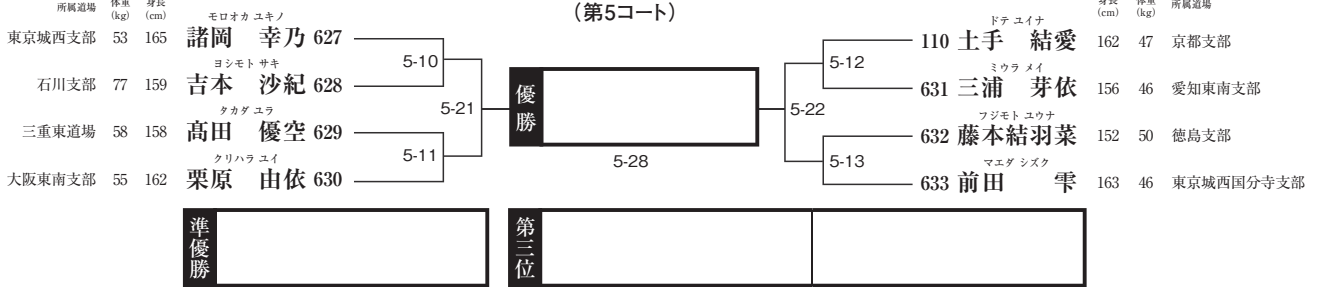 (第5コート)
所属道場 体重(kg) 身長(cm)
モロオカ ユキノ
東京城西支部 53 165 諸岡 幸乃 627
ヨシモト サキ
石川支部 77 159 吉本 沙紀 628
タカダ ユラ
三重東道場 58 158 髙田 優空 629
クリハラ ユイ
大阪東南支部 55 162 栗原 由依 630
5-10
5-11
5-21
優勝
5-28
5-22
5-12
5-13
身長(cm) 体重(kg) 所属道場
ドテ ユイナ
110 土手 結愛 162 47 京都支部
ミウラ メイ
631 三浦 芽依 156 46 愛知東南支部
フジモト ユウナ
632 藤本結羽菜 152 50 徳島支部
マエダ シズク
633 前田 雫 163 46 東京城西国分寺支部
準優勝
第三位